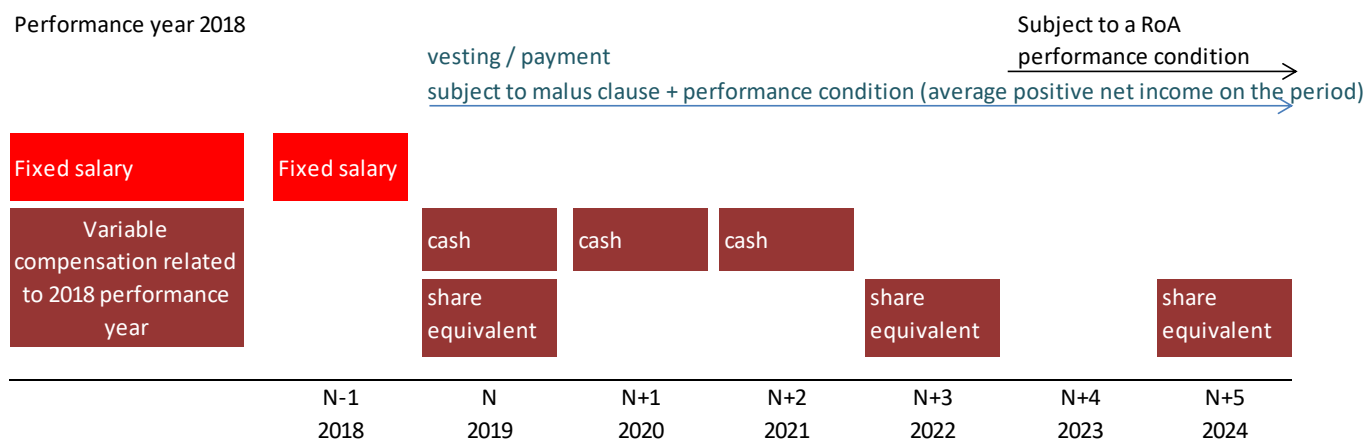 Performance year 2018
Subject to a RoA
performance condition
vesting / payment
subject to malus clause + performance condition (average positive net income on the period)
Fixed salary
Fixed salary
Variable
compensation related
to 2018 performance
year
cash
cash
cash
share
equivalent
share
equivalent
share
equivalent
N-1
N
N+1
N+2
N+3
N+4
N+5
2018
2019
2020
2021
2022
2023
2024